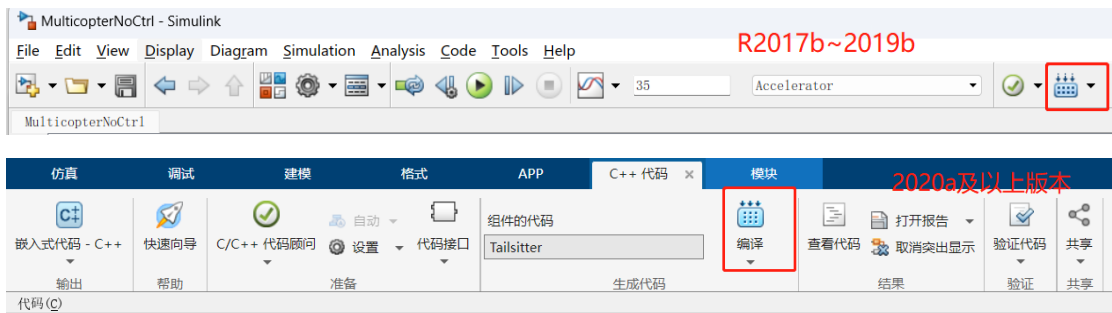 MulticopterNoCtrl - Simulink
File Edit View Display Diagram Simulation Analysis Code Tools Help
R2017b~2019b
35 Accelerator
MulticopterNoCtrl
仿真 调试 建模 格式 APP C++ 代码 × 模块
2020a及以上版本
嵌入式代码 - C++ 快速向导 C/C++ 代码顾问 自动 设置 代码接口 组件的代码 Tailsitter 编译 查看代码 打开报告 取消突出显示 验证代码 共享
输出 帮助 准备 生成代码 结果 验证 共享
代码(C)